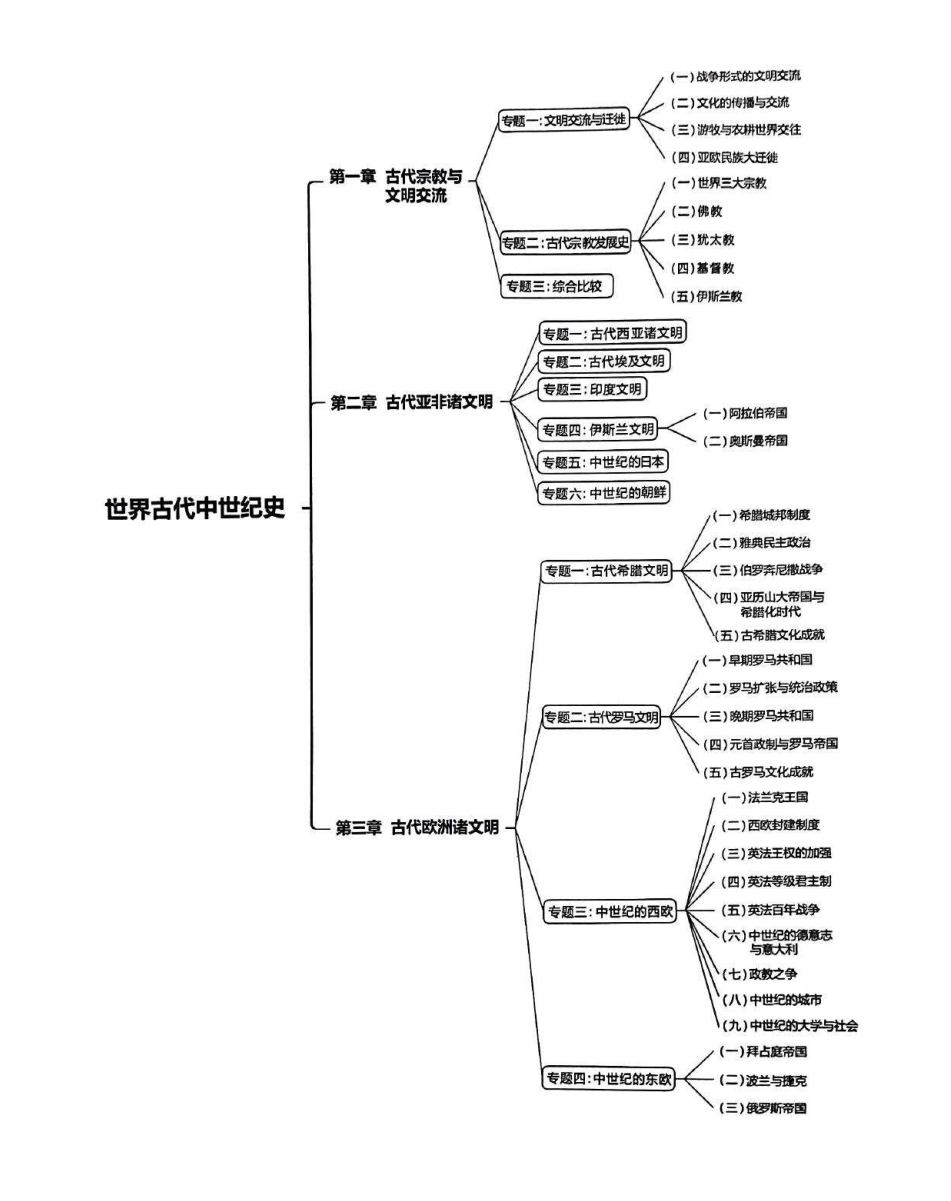 世界古代中世纪史
第一章 古代宗教与
文明交流
专题一:文明交流与迁徙
(一)战争形式的文明交流
(二)文化的传播与交流
(三)游牧与农耕世界交往
(四)亚欧民族大迁徙
专题二:古代宗教发展史
(一)世界三大宗教
(二)佛教
(三)犹太教
(四)基督教
(五)伊斯兰教
专题三:综合比较
第二章 古代亚非诸文明
专题一:古代西亚诸文明
专题二:古代埃及文明
专题三:印度文明
专题四:伊斯兰文明
(一)阿拉伯帝国
(二)奥斯曼帝国
专题五:中世纪的日本
专题六:中世纪的朝鲜
第三章 古代欧洲诸文明
专题一:古代希腊文明
(一)希腊城邦制度
(二)雅典民主政治
(三)伯罗奔尼撒战争
(四)亚历山大帝国与
希腊化时代
(五)古希腊文化成就
专题二:古代罗马文明
(一)早期罗马共和国
(二)罗马扩张与统治政策
(三)晚期罗马共和国
(四)元首政制与罗马帝国
(五)古罗马文化成就
专题三:中世纪的西欧
(一)法兰克王国
(二)西欧封建制度
(三)英法王权的加强
(四)英法等级君主制
(五)英法百年战争
(六)中世纪的德意志
与意大利
(七)政教之争
(八)中世纪的城市
(九)中世纪的大学与社会
专题四:中世纪的东欧
(一)拜占庭帝国
(二)波兰与捷克
(三)俄罗斯帝国